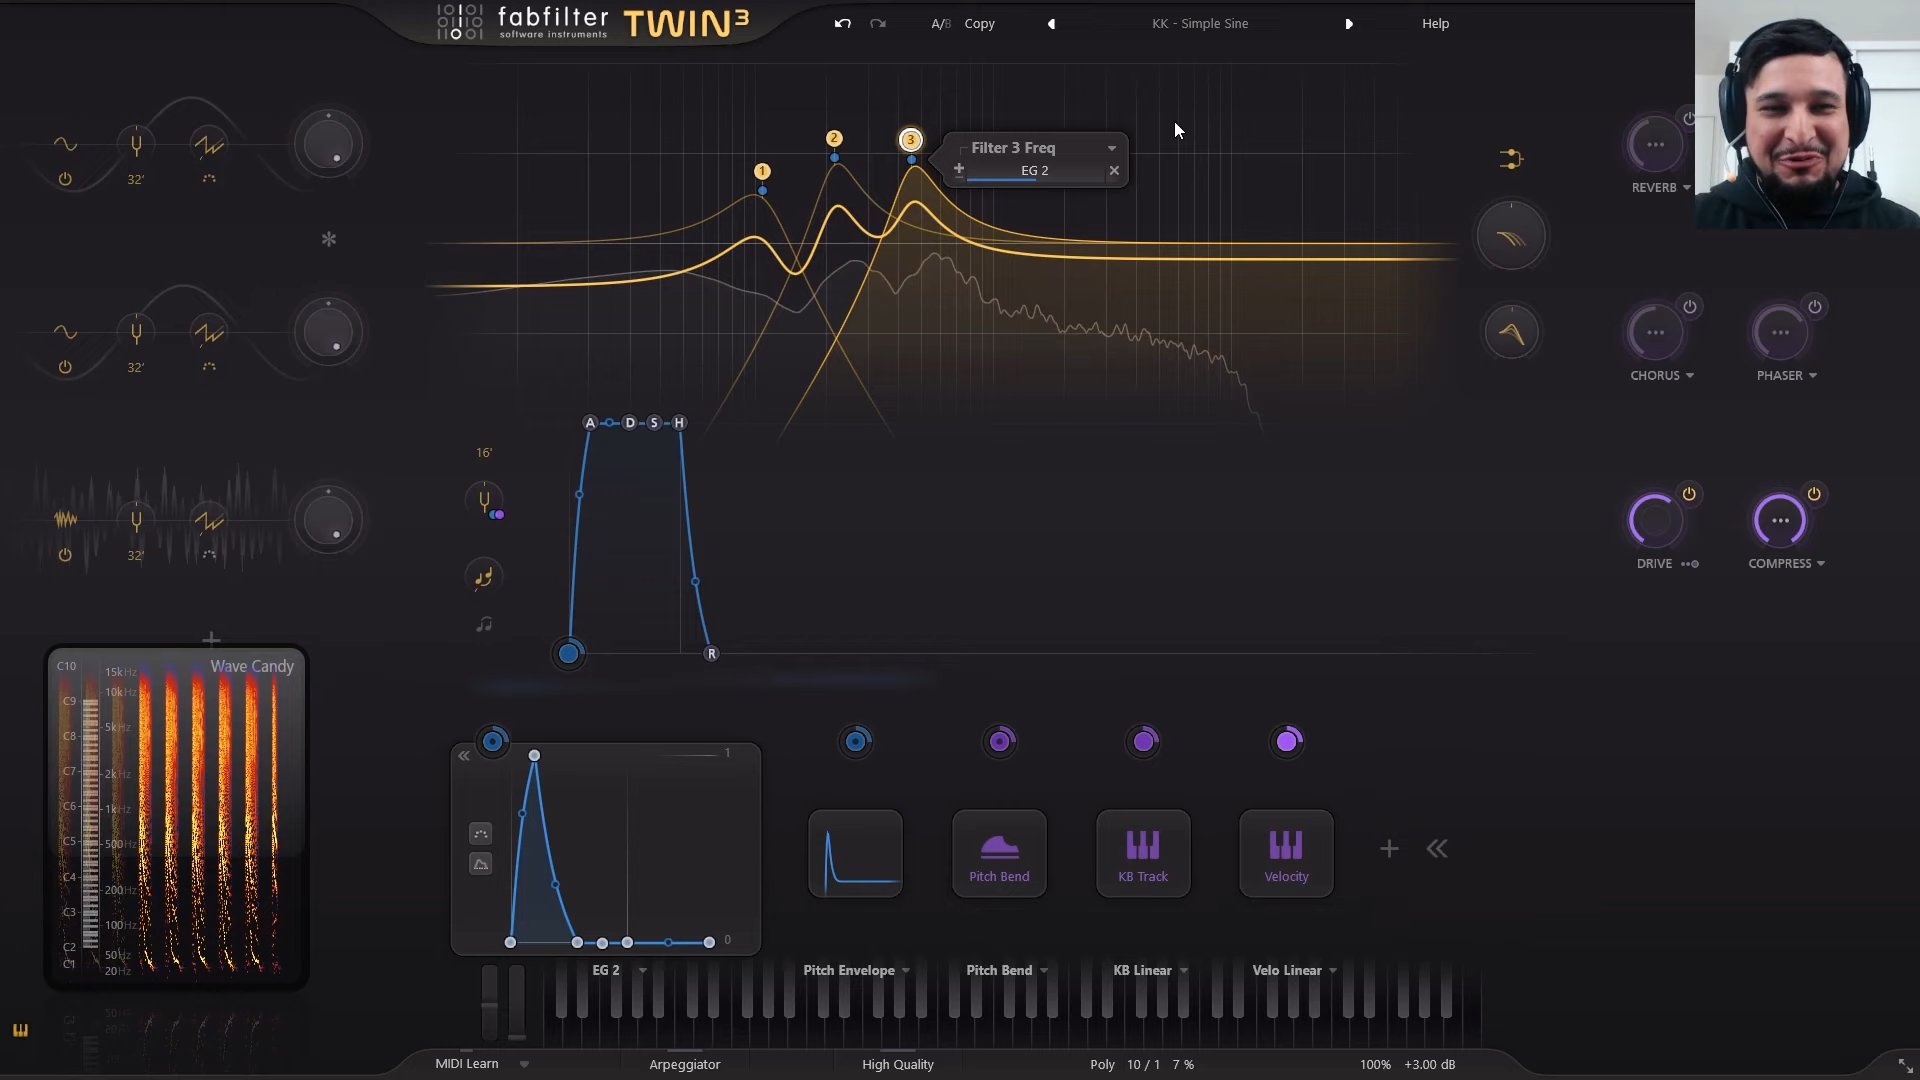 fabfilter TWIN3
software instruments
A/B Copy
KK - Simple Sine
Help
2
3
1
Filter 3 Freq
EG 2
32'
REVERB
32'
CHORUS
PHASER
A D S H
16'
32'
DRIVE
COMPRESS
R
Wave Candy
C10
15kHz
10kHz
C9
5kHz
C8
C7
2kHz
C6
1kHz
C5
500Hz
C4
200Hz
C3
100Hz
C2
50Hz
C1
20Hz
1
0
Pitch Bend
KB Track
Velocity
EG 2
Pitch Envelope
Pitch Bend
KB Linear
Velo Linear
MIDI Learn
Arpeggiator
High Quality
Poly 10 / 1 7 %
100% +3.00 dB